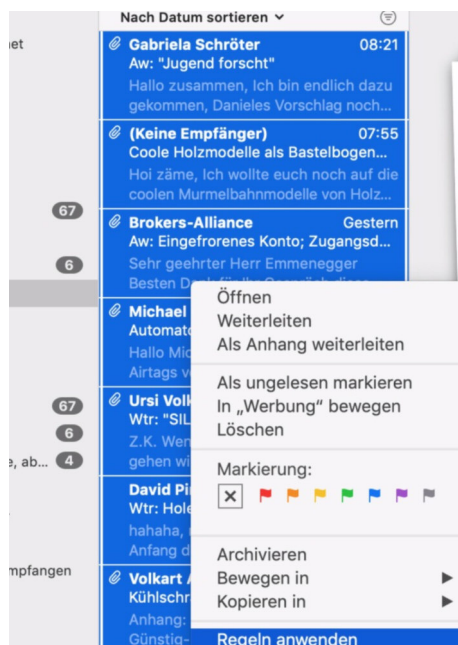 Nach Datum sortieren
et
Gabriela Schröter 08:21
Aw: "Jugend forscht"
Hallo zusammen, Ich bin endlich dazu
gekommen, Danieles Vorschlag noch...
(Keine Empfänger) 07:55
Coole Holzmodelle als Bastelbogen...
Hoi zäme, Ich wollte euch noch auf die
coolen Murmelbahnmodelle von Holz...
67
Brokers-Alliance Gestern
Aw: Eingefrorenes Konto; Zugangsd...
6
Sehr geehrter Herr Emmenegger
Besten
Öffnen
Michael
Weiterleiten
Automat
Als Anhang weiterleiten
Hallo Mic
Airtags v
Als ungelesen markieren
67
Ursi Volk
In „Werbung“ bewegen
Wtr: "SIL
6
Löschen
Z.K. Wen
e, ab... 4
gehen wi
Markierung:
David Pi
Wtr: Hole
hahaha,
Anfang d
Archivieren
mpfangen
Volkart
Bewegen in
Kühlschr
Kopieren in
Anhang:
Günstig-
Regeln anwenden